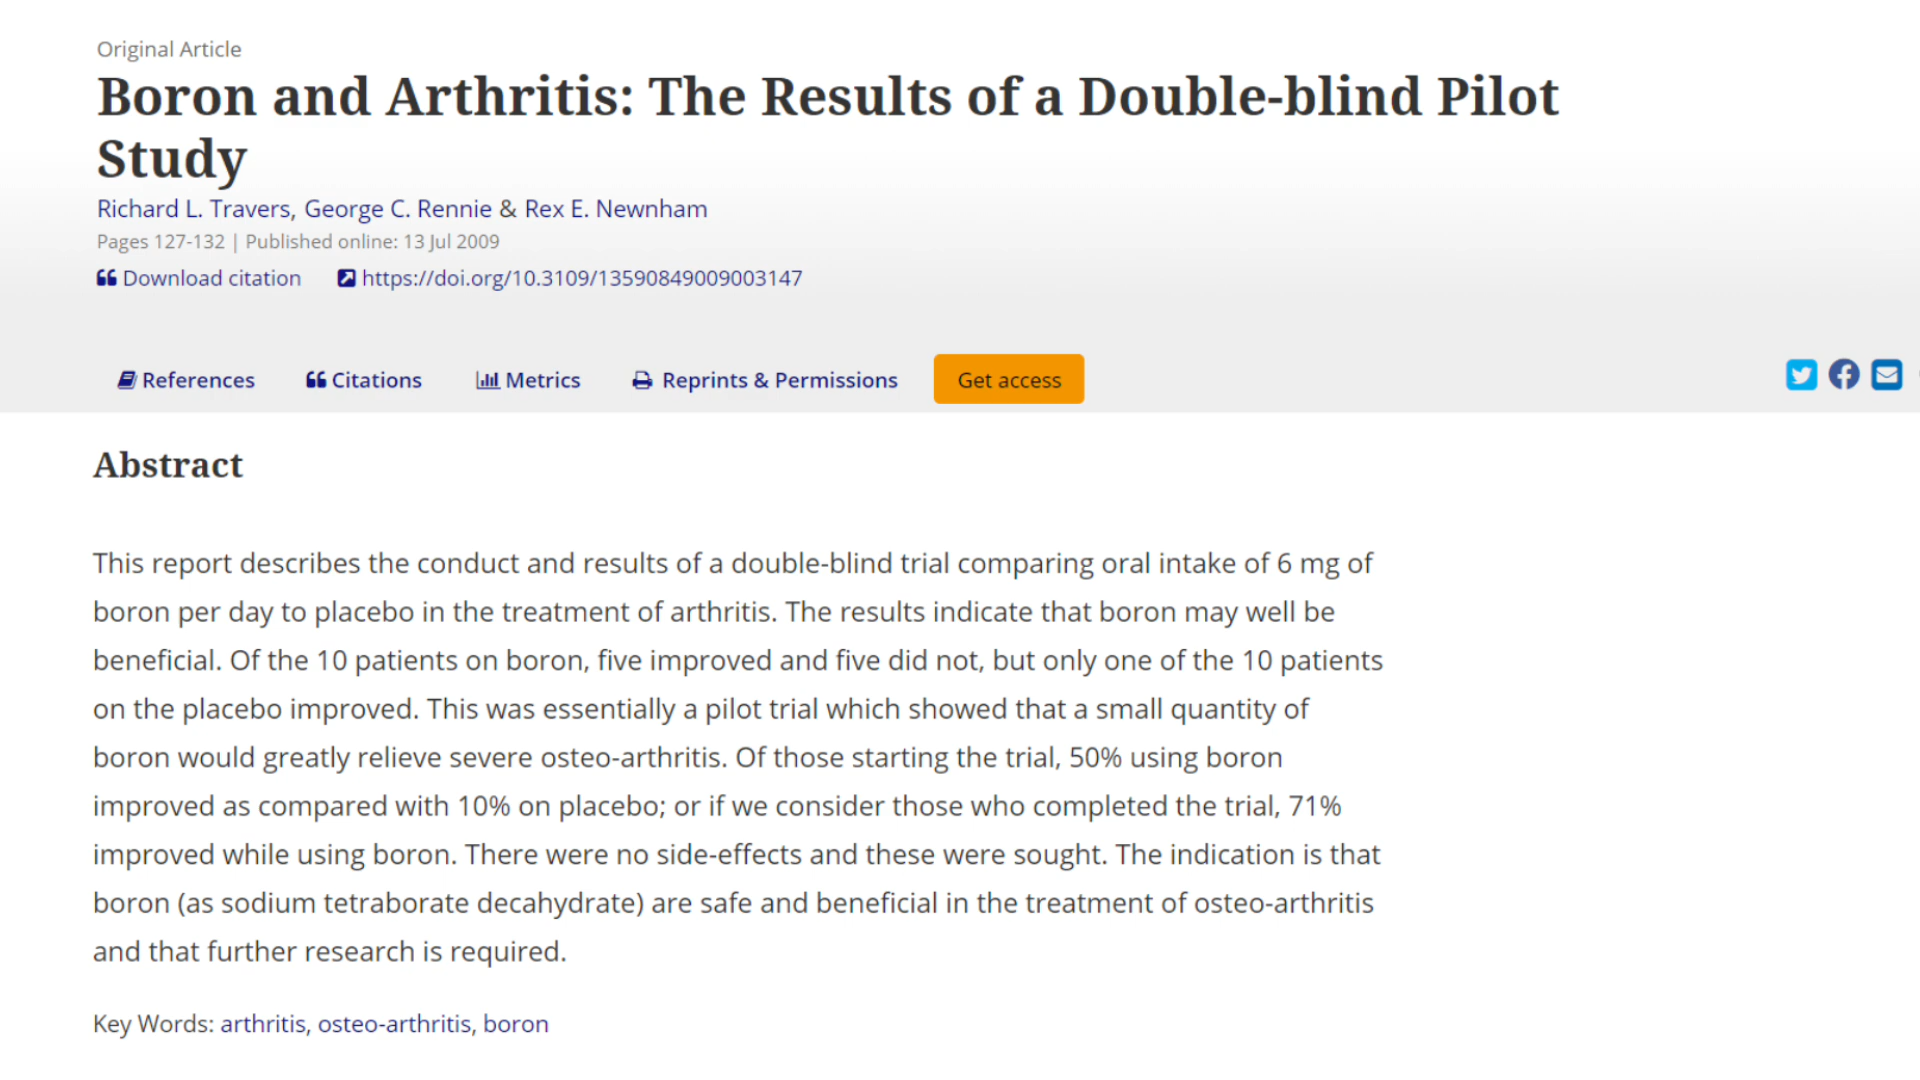 Original Article
Boron and Arthritis: The Results of a Double-blind Pilot
Study
Richard L. Travers, George C. Rennie & Rex E. Newnham
Pages 127-132 | Published online: 13 Jul 2009
Download citation https://doi.org/10.3109/13590849009003147
References Citations Metrics Reprints & Permissions Get access
Abstract
This report describes the conduct and results of a double-blind trial comparing oral intake of 6 mg of
boron per day to placebo in the treatment of arthritis. The results indicate that boron may well be
beneficial. Of the 10 patients on boron, five improved and five did not, but only one of the 10 patients
on the placebo improved. This was essentially a pilot trial which showed that a small quantity of
boron would greatly relieve severe osteo-arthritis. Of those starting the trial, 50% using boron
improved as compared with 10% on placebo; or if we consider those who completed the trial, 71%
improved while using boron. There were no side-effects and these were sought. The indication is that
boron (as sodium tetraborate decahydrate) are safe and beneficial in the treatment of osteo-arthritis
and that further research is required.
Key Words: arthritis, osteo-arthritis, boron